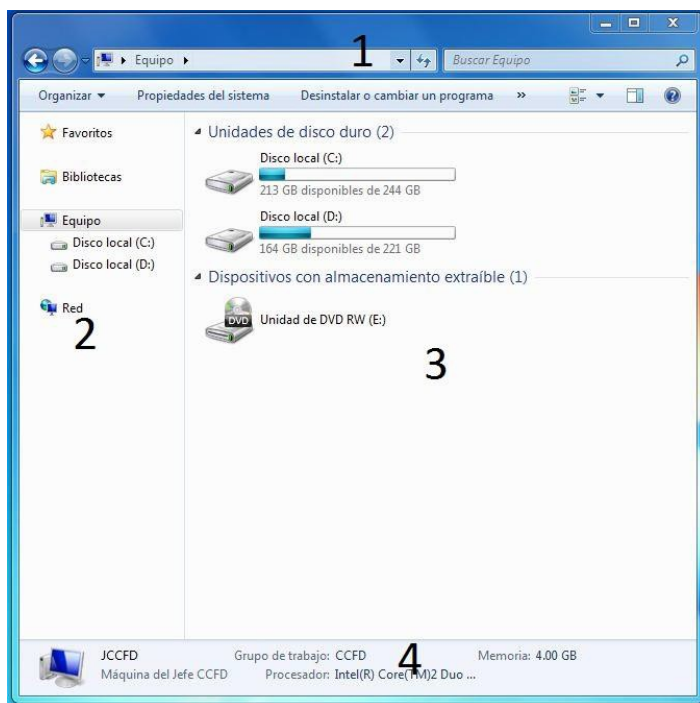 Equipo
1
Buscar Equipo
Organizar
Propiedades del sistema
Desinstalar o cambiar un programa
»
Favoritos
Bibliotecas
Equipo
Disco local (C:)
Disco local (D:)
Red
2
Unidades de disco duro (2)
Disco local (C:)
213 GB disponibles de 244 GB
Disco local (D:)
164 GB disponibles de 221 GB
Dispositivos con almacenamiento extraíble (1)
DVD
Unidad de DVD RW (E:)
3
JCCFD Grupo de trabajo: CCFD Memoria: 4.00 GB
Máquina del Jefe CCFD Procesador: Intel(R) Core(TM)2 Duo ...
4